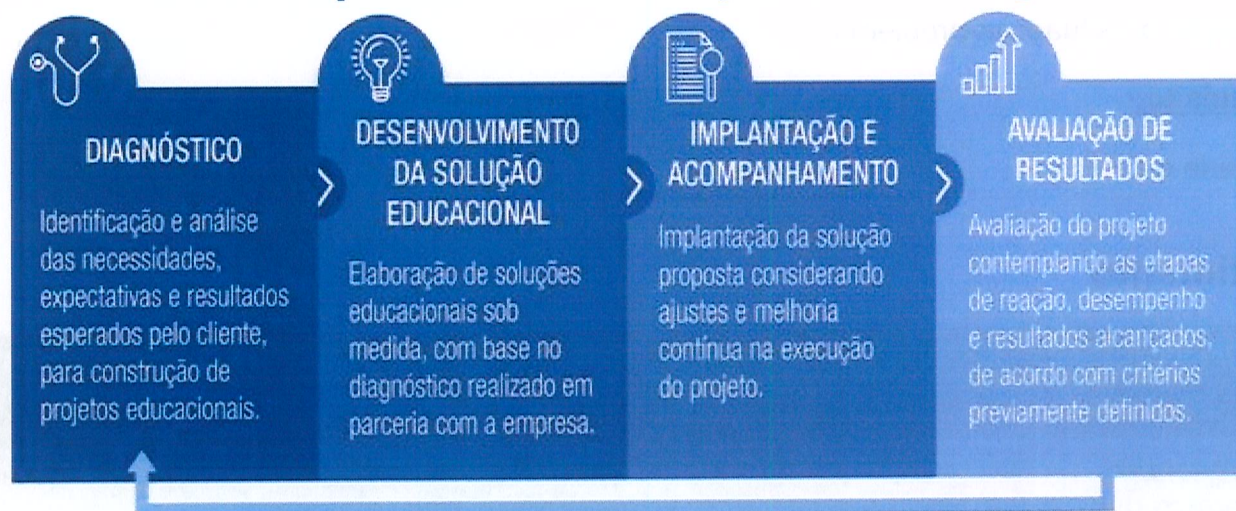 DIAGNÓSTICO
Identificação e análise
das necessidades,
expectativas e resultados
esperados pelo cliente,
para construção de
projetos educacionais.
DESENVOLVIMENTO
DA SOLUÇÃO
EDUCACIONAL
Elaboração de soluções
educacionais sob
medida, com base no
diagnóstico realizado em
parceria com a empresa.
IMPLANTAÇÃO E
ACOMPANHAMENTO
Implantação da solução
proposta considerando
ajustes e melhoria
contínua na execução
do projeto.
AVALIAÇÃO DE
RESULTADOS
Avaliação do projeto
contemplando as etapas
de reação, desempenho
e resultados alcançados,
de acordo com critérios
previamente definidos.